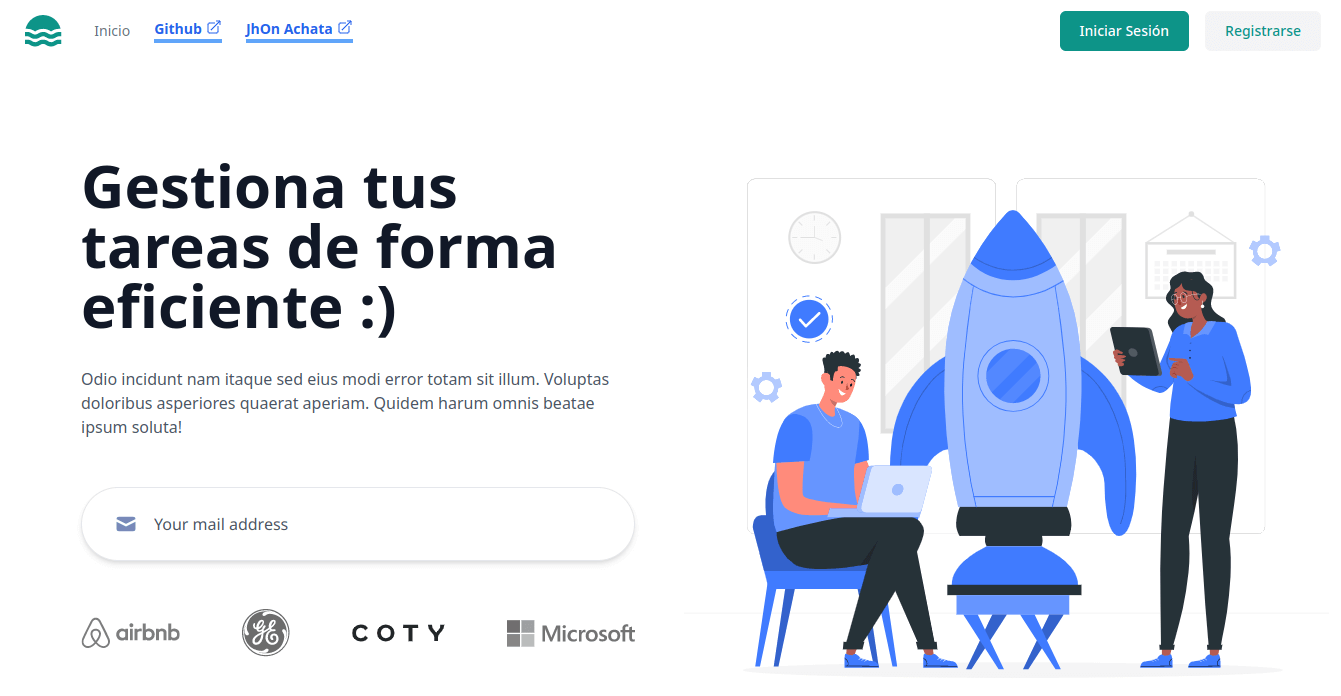 Inicio
Github
JhOn Achata
Iniciar Sesión
Registrarse
Gestiona tus
tareas de forma
eficiente :)
Odio incidunt nam itaque sed eius modi error totam sit illum. Voluptas
doloribus asperiores quaerat aperiam. Quidem harum omnis beatae
ipsum soluta!
Your mail address
airbnb
GE
COTY
Microsoft